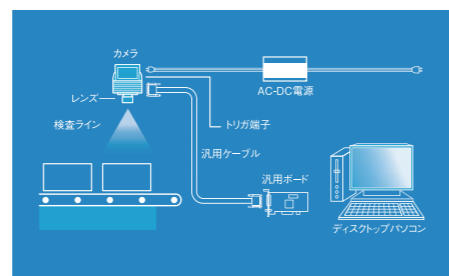 カメラ
AC-DC電源
レンズ
トリガ端子
検査ライン
汎用ケーブル
汎用ボード
ディスクトップパソコン